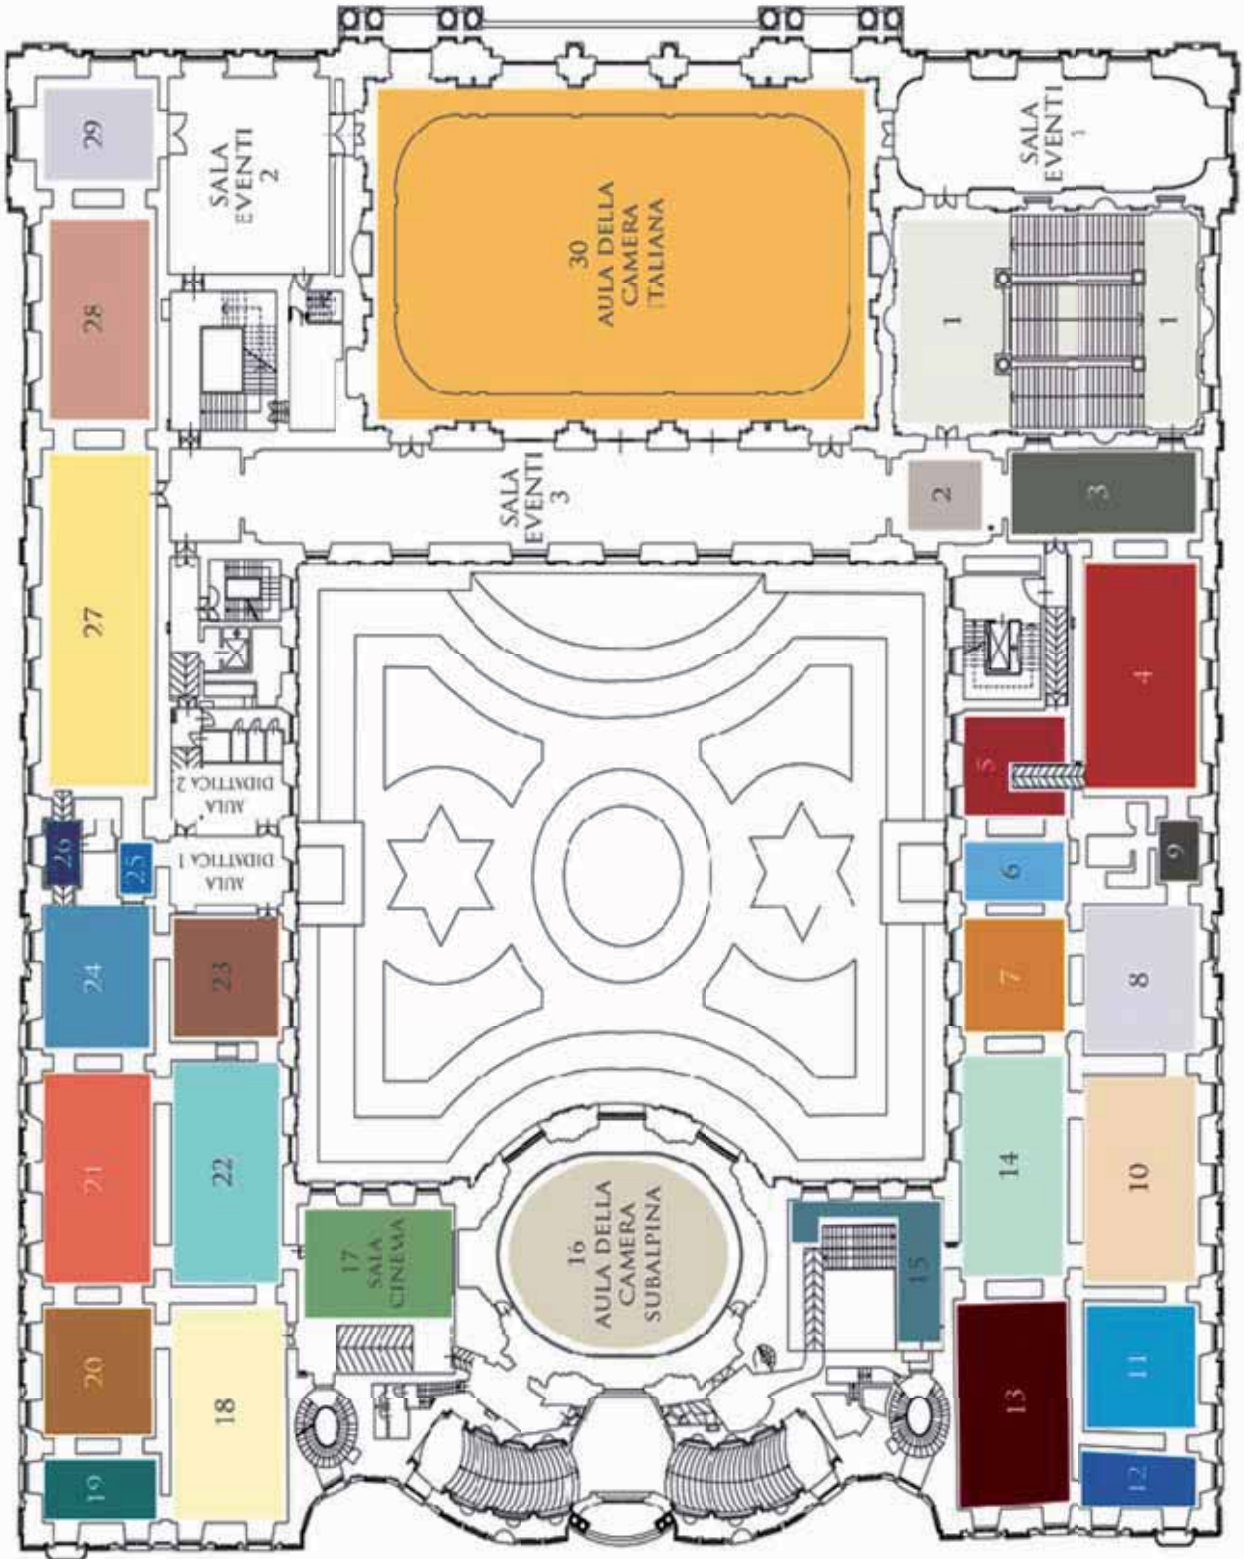 29
SALA
EVENTI
2
30
AULA DELLA
CAMERA
ITALIANA
SALA
EVENTI
1
28
1
1
27
SALA
EVENTI
3
2
3
4
5
AULA
DIDATTICA 2
26
25
AULA
DIDATTICA 1
6
9
24
23
7
8
21
22
14
10
17
SALA
CINEMA
16
AULA DELLA
CAMERA
SUBALPINA
15
20
18
13
11
19
12